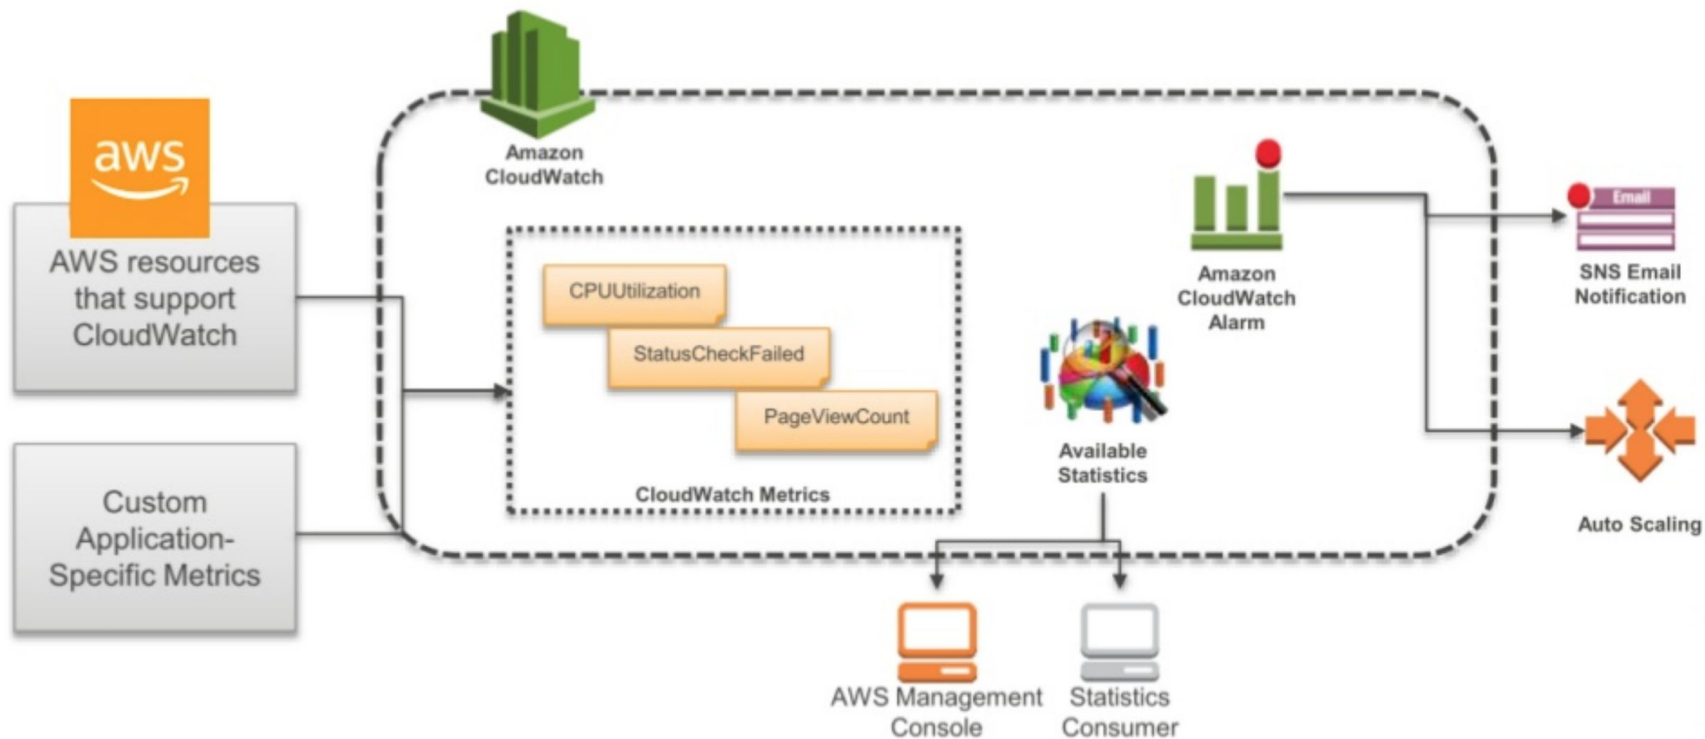 aws
AWS resources
that support
CloudWatch
Custom
Application-
Specific Metrics
Amazon
CloudWatch
CPUUtilization
StatusCheckFailed
PageViewCount
CloudWatch Metrics
Available
Statistics
Amazon
CloudWatch
Alarm
Email
SNS Email
Notification
Auto Scaling
AWS Management
Console
Statistics
Consumer